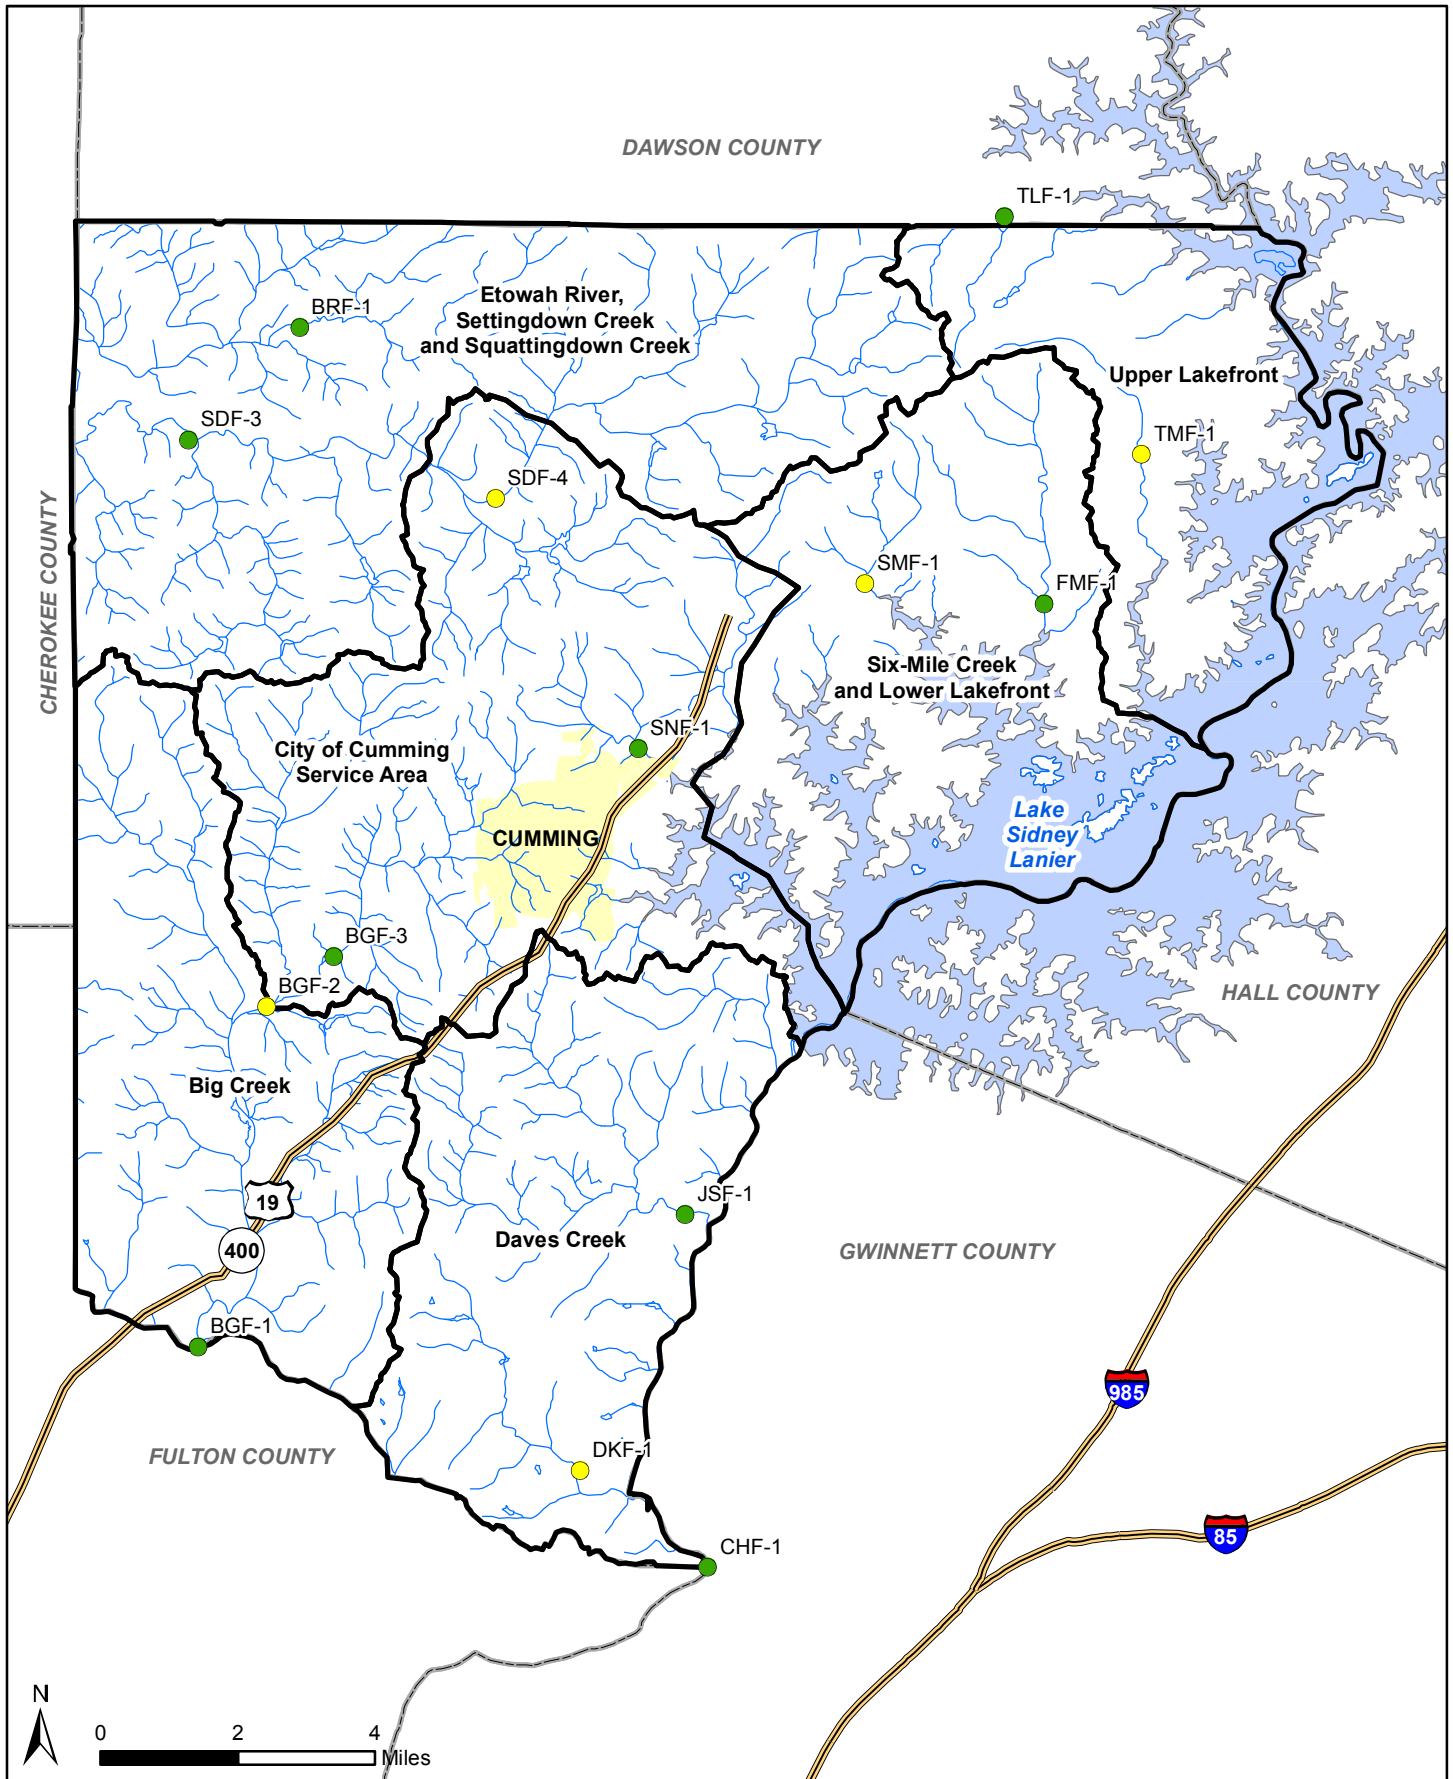 DAWSON COUNTY
TLF-1
BRF-1
Etowah River,
Settingdown Creek
and Squattingdown Creek
Upper Lakefront
SDF-3
TMF-1
SDF-4
CHEROKEE COUNTY
SMF-1
FMF-1
Six-Mile Creek
and Lower Lakefront
SNF-1
City of Cumming
Service Area
CUMMING
Lake
Sidney
Lanier
BGF-3
BGF-2
HALL COUNTY
Big Creek
JSF-1
19
Daves Creek
GWINNETT COUNTY
400
BGF-1
985
FULTON COUNTY
DKF-1
85
CHF-1
N
0 2 4
Miles